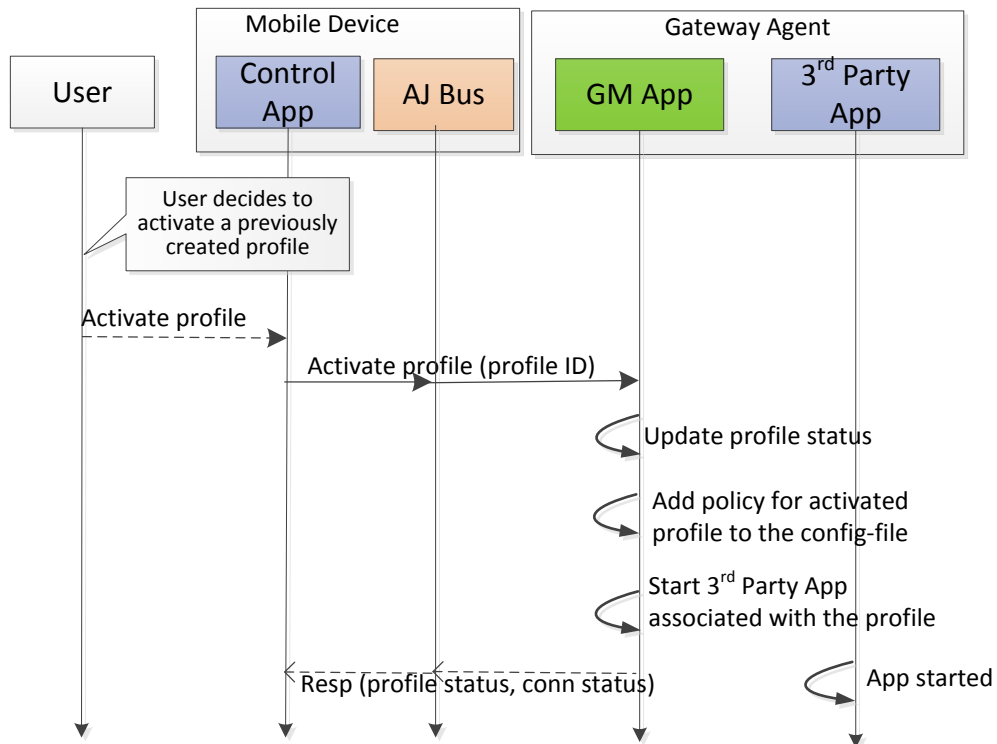 Mobile Device
Gateway Agent
User
Control
App
AJ Bus
GM App
3rd Party
App
User decides to
activate a previously
created profile
Activate profile
Activate profile (profile ID)
Update profile status
Add policy for activated
profile to the config-file
Start 3rd Party App
associated with the profile
Resp (profile status, conn status)
App started